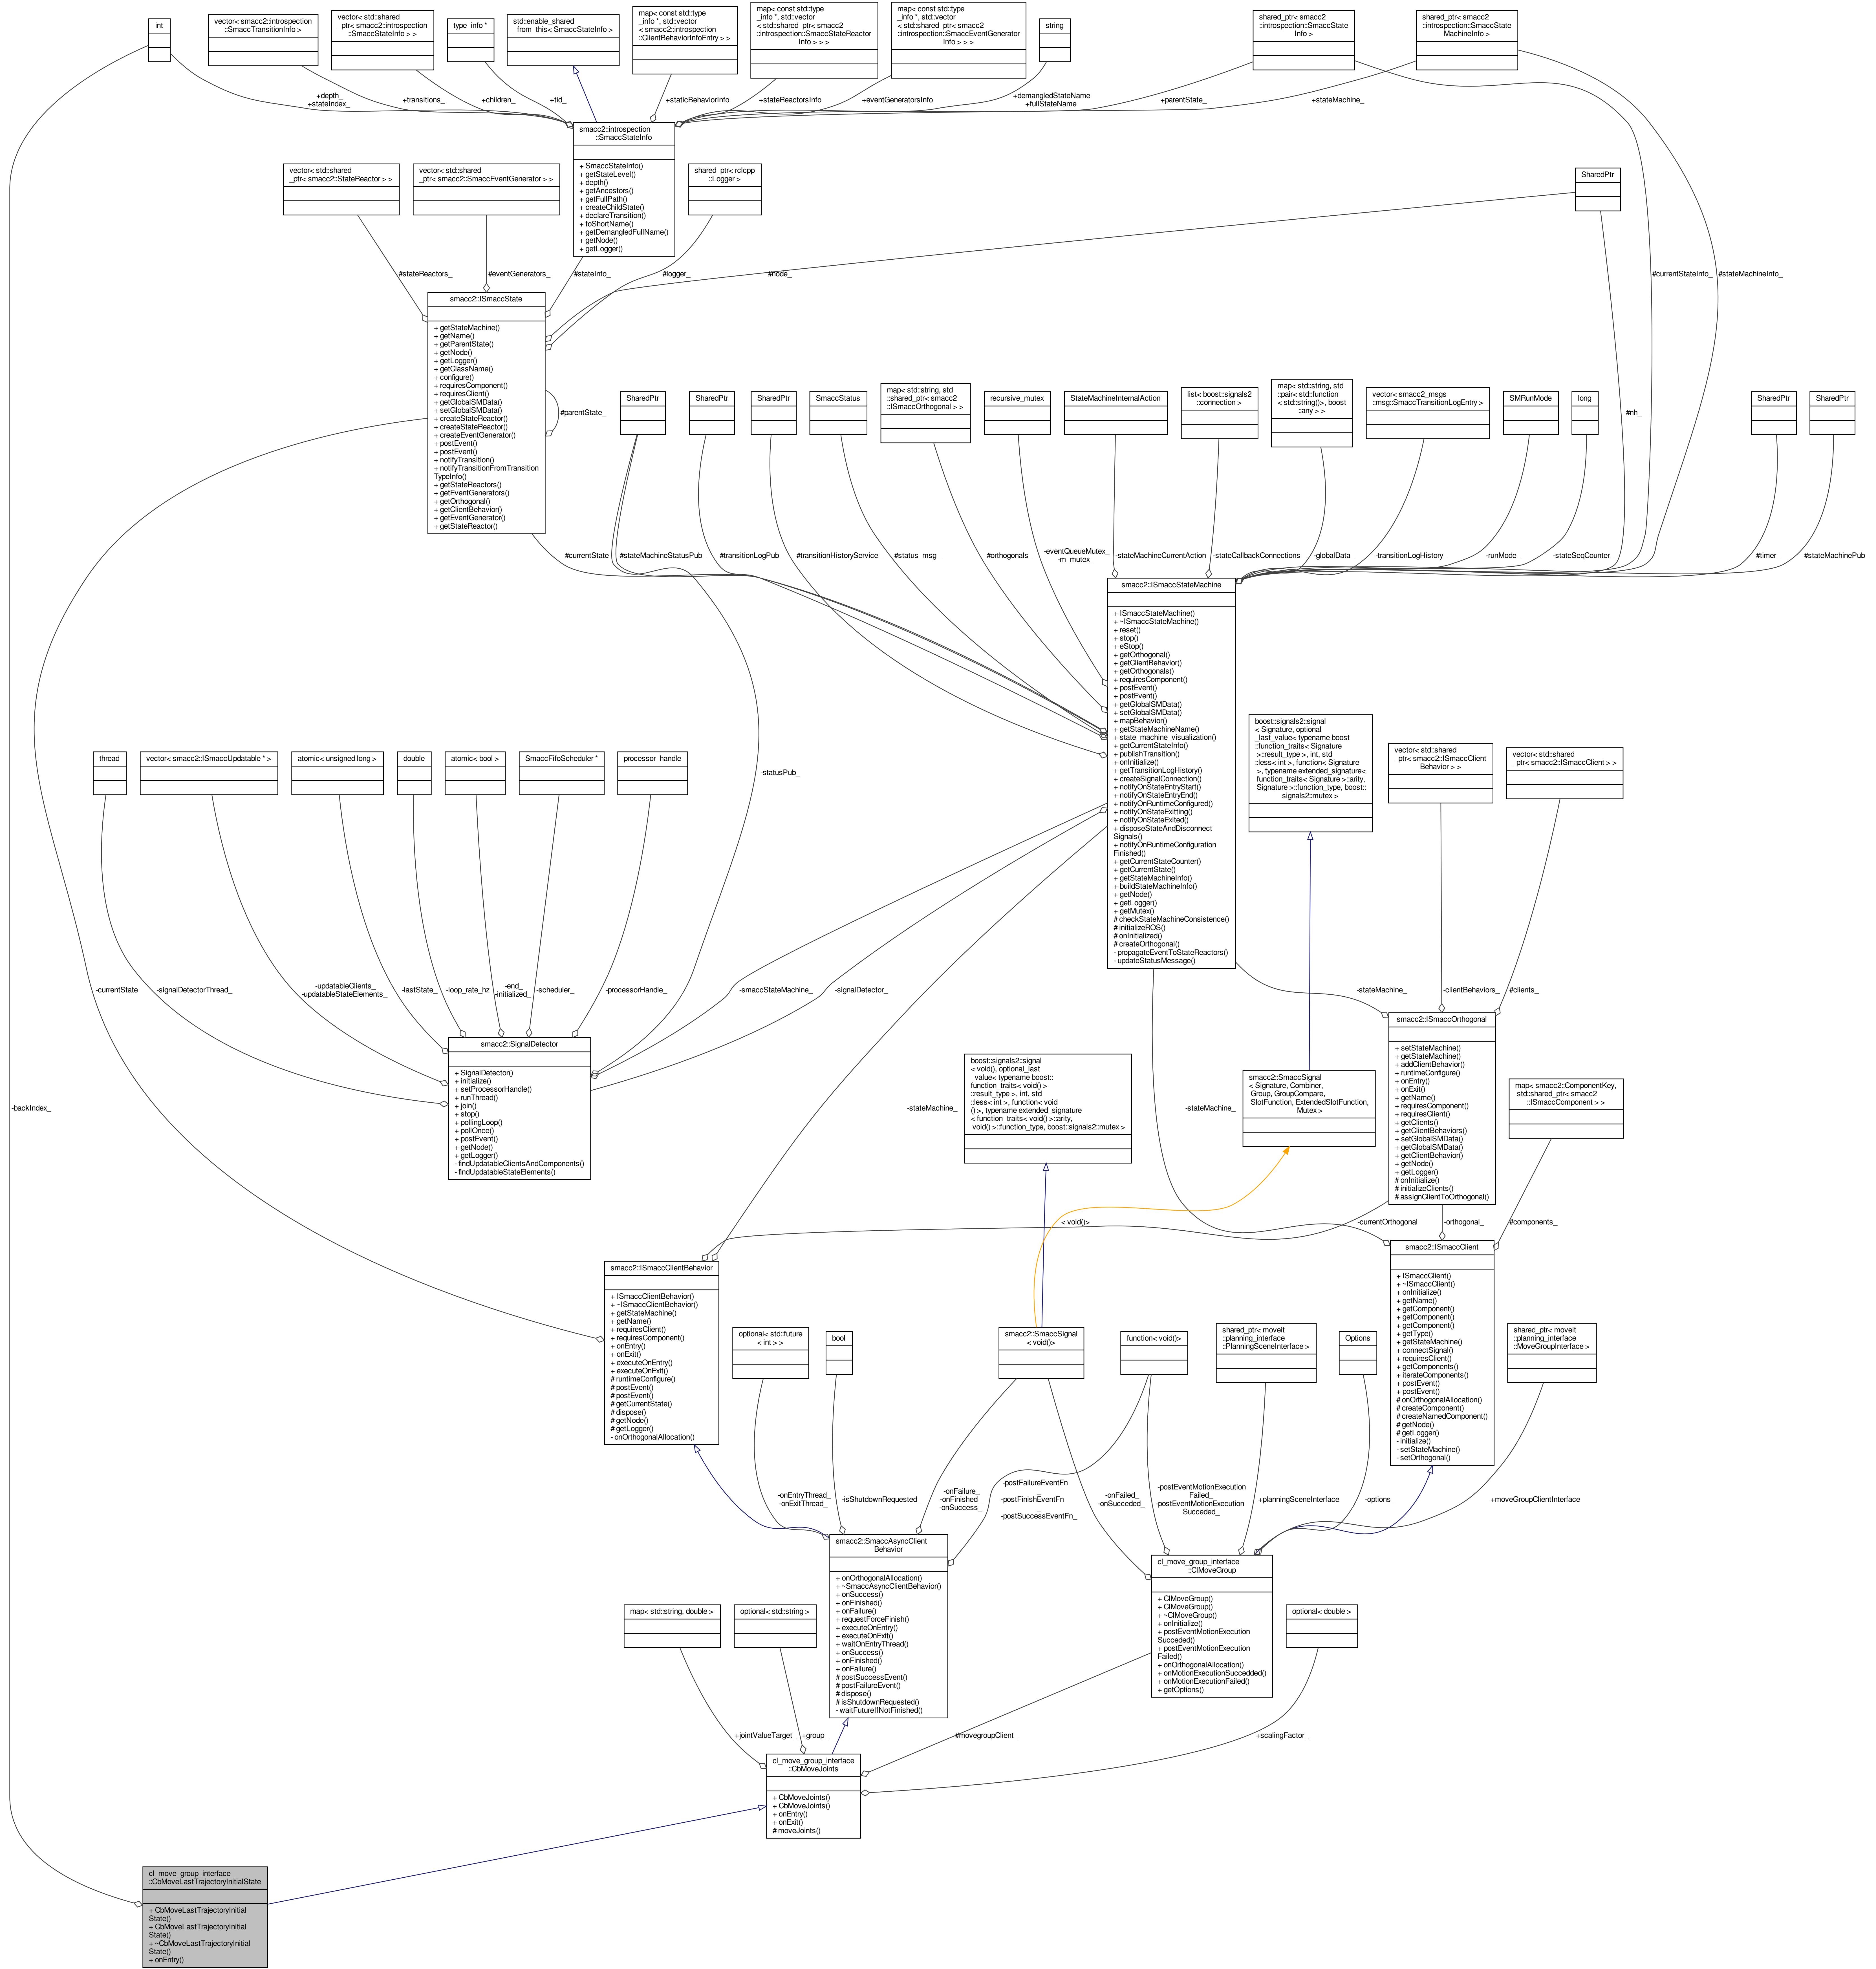 int
vector< smacc2::introspection
::SmaccTransitionInfo >
vector< std::shared
_ptr< smacc2::introspection
::SmaccStateInfo > >
type_info *
std::enable_shared
_from_this< SmaccStateInfo >
map< const std::type
_info *, std::vector
< smacc2::introspection
::ClientBehaviorInfoEntry > >
map< const std::type
_info *, std::vector
< std::shared_ptr< smacc2
::introspection::SmaccStateReactor
Info > > >
map< const std::type
_info *, std::vector
< std::shared_ptr< smacc2
::introspection::SmaccEventGenerator
Info > > >
string
shared_ptr< smacc2
::introspection::SmaccState
Info >
shared_ptr< smacc2
::introspection::SmaccState
MachineInfo >
+depth_
+stateIndex_
+transitions_
+children_
+tid_
+staticBehaviorInfo
+stateReactorsInfo
+eventGeneratorsInfo
+demangledStateName
+fullStateName
+parentState_
+stateMachine_
smacc2::introspection
::SmaccStateInfo
+ SmaccStateInfo()
+ getStateLevel()
+ depth()
+ getAncestors()
+ getFullPath()
+ createChildState()
+ declareTransition()
+ toShortName()
+ getDemangledFullName()
+ getNode()
+ getLogger()
vector< std::shared
_ptr< smacc2::StateReactor > >
vector< std::shared
_ptr< smacc2::SmaccEventGenerator > >
shared_ptr< rclcpp
::Logger >
SharedPtr
#stateReactors_
#eventGenerators_
#stateInfo_
#logger_
#node_
#currentStateInfo_
#stateMachineInfo_
smacc2::ISmaccState
+ getStateMachine()
+ getName()
+ getParentState()
+ getNode()
+ getLogger()
+ getClassName()
+ configure()
+ requiresComponent()
+ requiresClient()
+ getGlobalSMData()
+ setGlobalSMData()
+ createStateReactor()
+ createStateReactor()
+ createEventGenerator()
+ postEvent()
+ postEvent()
+ notifyTransition()
+ notifyTransitionFromTransition
TypeInfo()
+ getStateReactors()
+ getEventGenerators()
+ getOrthogonal()
+ getClientBehavior()
+ getEventGenerator()
+ getStateReactor()
#parentState_
SharedPtr
SharedPtr
SharedPtr
SmaccStatus
map< std::string, std
::shared_ptr< smacc2
::ISmaccOrthogonal > >
recursive_mutex
StateMachineInternalAction
list< boost::signals2
::connection >
map< std::string, std
::pair< std::function
< std::string()>, boost
::any > >
vector< smacc2_msgs
::msg::SmaccTransitionLogEntry >
SMRunMode
long
#nh_
SharedPtr
SharedPtr
#currentState_
#stateMachineStatusPub_
#transitionLogPub_
#transitionHistoryService_
#status_msg_
#orthogonals_
-eventQueueMutex_
-m_mutex_
-stateMachineCurrentAction
-stateCallbackConnections
-globalData_
-transitionLogHistory_
-runMode_
-stateSeqCounter_
#timer_
#stateMachinePub_
smacc2::ISmaccStateMachine
+ ISmaccStateMachine()
+ ~ISmaccStateMachine()
+ reset()
+ stop()
+ eStop()
+ getOrthogonal()
+ getClientBehavior()
+ getOrthogonals()
+ requiresComponent()
+ postEvent()
+ postEvent()
+ getGlobalSMData()
+ setGlobalSMData()
+ mapBehavior()
+ getStateMachineName()
+ state_machine_visualization()
+ getCurrentStateInfo()
+ publishTransition()
+ onInitialize()
+ getTransitionLogHistory()
+ createSignalConnection()
+ notifyOnStateEntryStart()
+ notifyOnStateEntryEnd()
+ notifyOnRuntimeConfigured()
+ notifyOnStateExitting()
+ notifyOnStateExited()
+ disposeStateAndDisconnect
Signals()
+ notifyOnRuntimeConfiguration
Finished()
+ getCurrentStateCounter()
+ getCurrentState()
+ getStateMachineInfo()
+ buildStateMachineInfo()
+ getNode()
+ getLogger()
+ getMutex()
# checkStateMachineConsistence()
# initializeROS()
# onInitialized()
# createOrthogonal()
- propagateEventToStateReactors()
- updateStatusMessage()
boost::signals2::signal
< Signature, optional
_last_value< typename boost
::function_traits< Signature
>::result_type >, int, std
::less< int >, function< Signature
>, typename extended_signature<
function_traits< Signature >::arity,
Signature >::function_type, boost::
signals2::mutex >
vector< std::shared
_ptr< smacc2::ISmaccClient
Behavior > >
vector< std::shared
_ptr< smacc2::ISmaccClient > >
thread
vector< smacc2::ISmaccUpdatable * >
atomic< unsigned long >
double
atomic< bool >
SmaccFifoScheduler *
processor_handle
-statusPub_
-currentState
-signalDetectorThread_
-updatableClients_
-updatableStateElements_
-lastState_
-loop_rate_hz
-end_
-initialized_
-scheduler_
-processorHandle_
-smaccStateMachine_
-signalDetector_
-stateMachine_
-clientBehaviors_
#clients_
smacc2::SignalDetector
+ SignalDetector()
+ initialize()
+ setProcessorHandle()
+ runThread()
+ join()
+ stop()
+ pollingLoop()
+ pollOnce()
+ postEvent()
+ getNode()
+ getLogger()
- findUpdatableClientsAndComponents()
- findUpdatableStateElements()
smacc2::ISmaccOrthogonal
+ setStateMachine()
+ getStateMachine()
+ addClientBehavior()
+ runtimeConfigure()
+ onEntry()
+ onExit()
+ getName()
+ requiresComponent()
+ requiresClient()
+ getClients()
+ getClientBehaviors()
+ setGlobalSMData()
+ getGlobalSMData()
+ getClientBehavior()
+ getNode()
+ getLogger()
# onInitialize()
# initializeClients()
# assignClientToOrthogonal()
boost::signals2::signal
< void(), optional_last
_value< typename boost::
function_traits< void()>
::result_type >, int, std
::less< int >, function< void
() >, typename extended_signature
< function_traits< void() >::arity,
void() >::function_type, boost::signals2::mutex >
smacc2::SmaccSignal
< Signature, Combiner,
Group, GroupCompare,
SlotFunction, ExtendedSlotFunction,
Mutex >
map< smacc2::ComponentKey,
std::shared_ptr< smacc2
::ISmaccComponent > >
-backIndex_
-stateMachine_
-stateMachine_
< void()>
-currentOrthogonal
-orthogonal_
#components_
smacc2::ISmaccClientBehavior
+ ISmaccClientBehavior()
+ ~ISmaccClientBehavior()
+ getStateMachine()
+ getName()
+ requiresClient()
+ requiresComponent()
+ onEntry()
+ onExit()
+ executeOnEntry()
+ executeOnExit()
# runtimeConfigure()
# postEvent()
# postEvent()
# getCurrentState()
# dispose()
# getNode()
# getLogger()
- onOrthogonalAllocation()
smacc2::ISmaccClient
+ ISmaccClient()
+ ~ISmaccClient()
+ onInitialize()
+ getName()
+ getComponent()
+ getComponent()
+ getComponent()
+ getType()
+ getStateMachine()
+ connectSignal()
+ requiresClient()
+ getComponents()
+ iterateComponents()
+ postEvent()
+ postEvent()
# onOrthogonalAllocation()
# createComponent()
# createNamedComponent()
# getNode()
# getLogger()
- initialize()
- setStateMachine()
- setOrthogonal()
optional< std::future
< int > >
bool
smacc2::SmaccSignal
< void()>
function< void()>
shared_ptr< moveit
::planning_interface
::PlanningSceneInterface >
Options
shared_ptr< moveit
::planning_interface
::MoveGroupInterface >
-onEntryThread_
-onExitThread_
-isShutdownRequested_
-onFailure_
-onFinished_
-onSuccess_
-postFailureEventFn
_
-postFinishEventFn
_
-postSuccessEventFn_
-onFailed_
-onSucceded_
-postEventMotionExecution
Failed_
-postEventMotionExecution
Succeded_
+planningSceneInterface
-options_
+moveGroupClientInterface
smacc2::SmaccAsyncClient
Behavior
+ onOrthogonalAllocation()
+ ~SmaccAsyncClientBehavior()
+ onSuccess()
+ onFinished()
+ onFailure()
+ requestForceFinish()
+ executeOnEntry()
+ executeOnExit()
+ waitOnEntryThread()
+ onSuccess()
+ onFinished()
+ onFailure()
# postSuccessEvent()
# postFailureEvent()
# dispose()
# isShutdownRequested()
- waitFutureIfNotFinished()
cl_move_group_interface
::ClMoveGroup
+ ClMoveGroup()
+ ClMoveGroup()
+ ~ClMoveGroup()
+ onInitialize()
+ postEventMotionExecution
Succeded()
+ postEventMotionExecution
Failed()
+ onOrthogonalAllocation()
+ onMotionExecutionSuccedded()
+ onMotionExecutionFailed()
+ getOptions()
map< std::string, double >
optional< std::string >
optional< double >
+jointValueTarget_
+group_
#movegroupClient_
+scalingFactor_
cl_move_group_interface
::CbMoveJoints
+ CbMoveJoints()
+ CbMoveJoints()
+ onEntry()
+ onExit()
# moveJoints()
cl_move_group_interface
::CbMoveLastTrajectoryInitialState
+ CbMoveLastTrajectoryInitial
State()
+ CbMoveLastTrajectoryInitial
State()
+ ~CbMoveLastTrajectoryInitial
State()
+ onEntry()